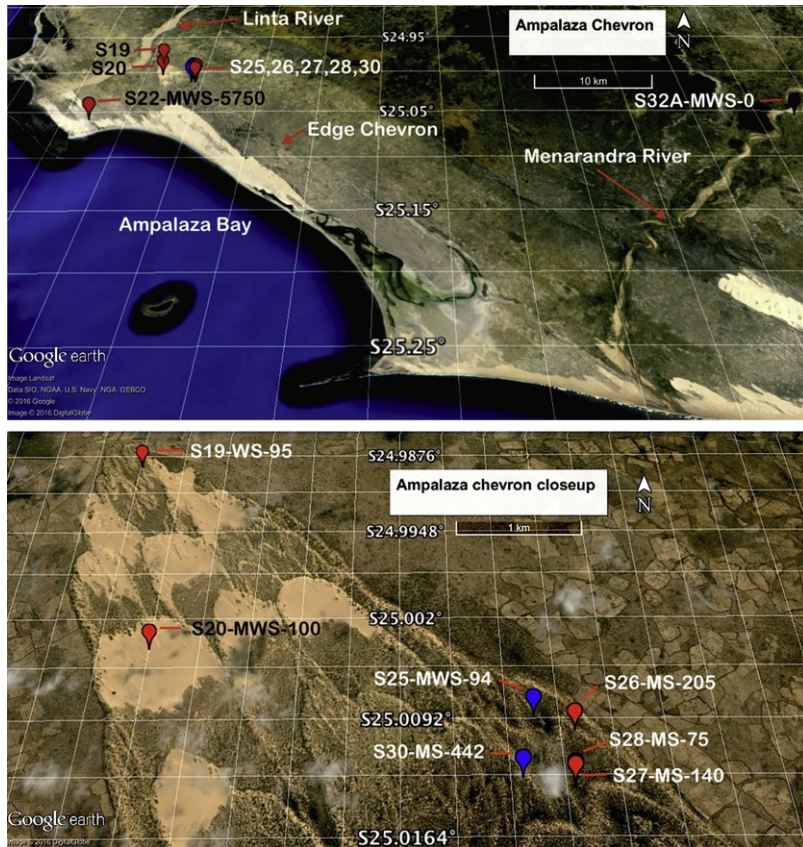 Linta River
S24.95°
Ampalaza Chevron
N
S19
S20
S25,26,27,28,30
10 km
S22-MWS-5750
S32A-MWS-0
S25.05°
Edge Chevron
Menarandra River
S25.15°
Ampalaza Bay
S25.25°
Google earth
Image Landsat
Data SIO, NOAA, U.S. Navy, NGA, GEBCO
© 2016 Google
Image © 2016 DigitalGlobe
S19-WS-95
S24.9876°
Ampalaza chevron closeup
N
S24.9948°
1 km
S25.002°
S20-MWS-100
S25-MWS-94
S26-MS-205
S25.0092°
S30-MS-442
S28-MS-75
S27-MS-140
Google earth
Image © 2016 DigitalGlobe
S25.0164°